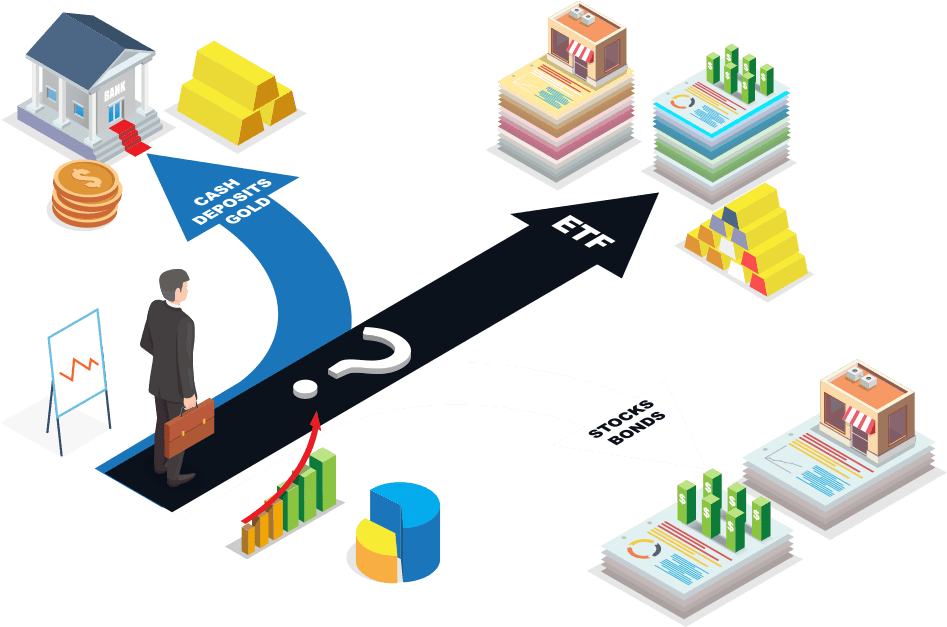 BANK
$
CASH
DEPOSITS
GOLD
ETF
?
STOCKS
BONDS